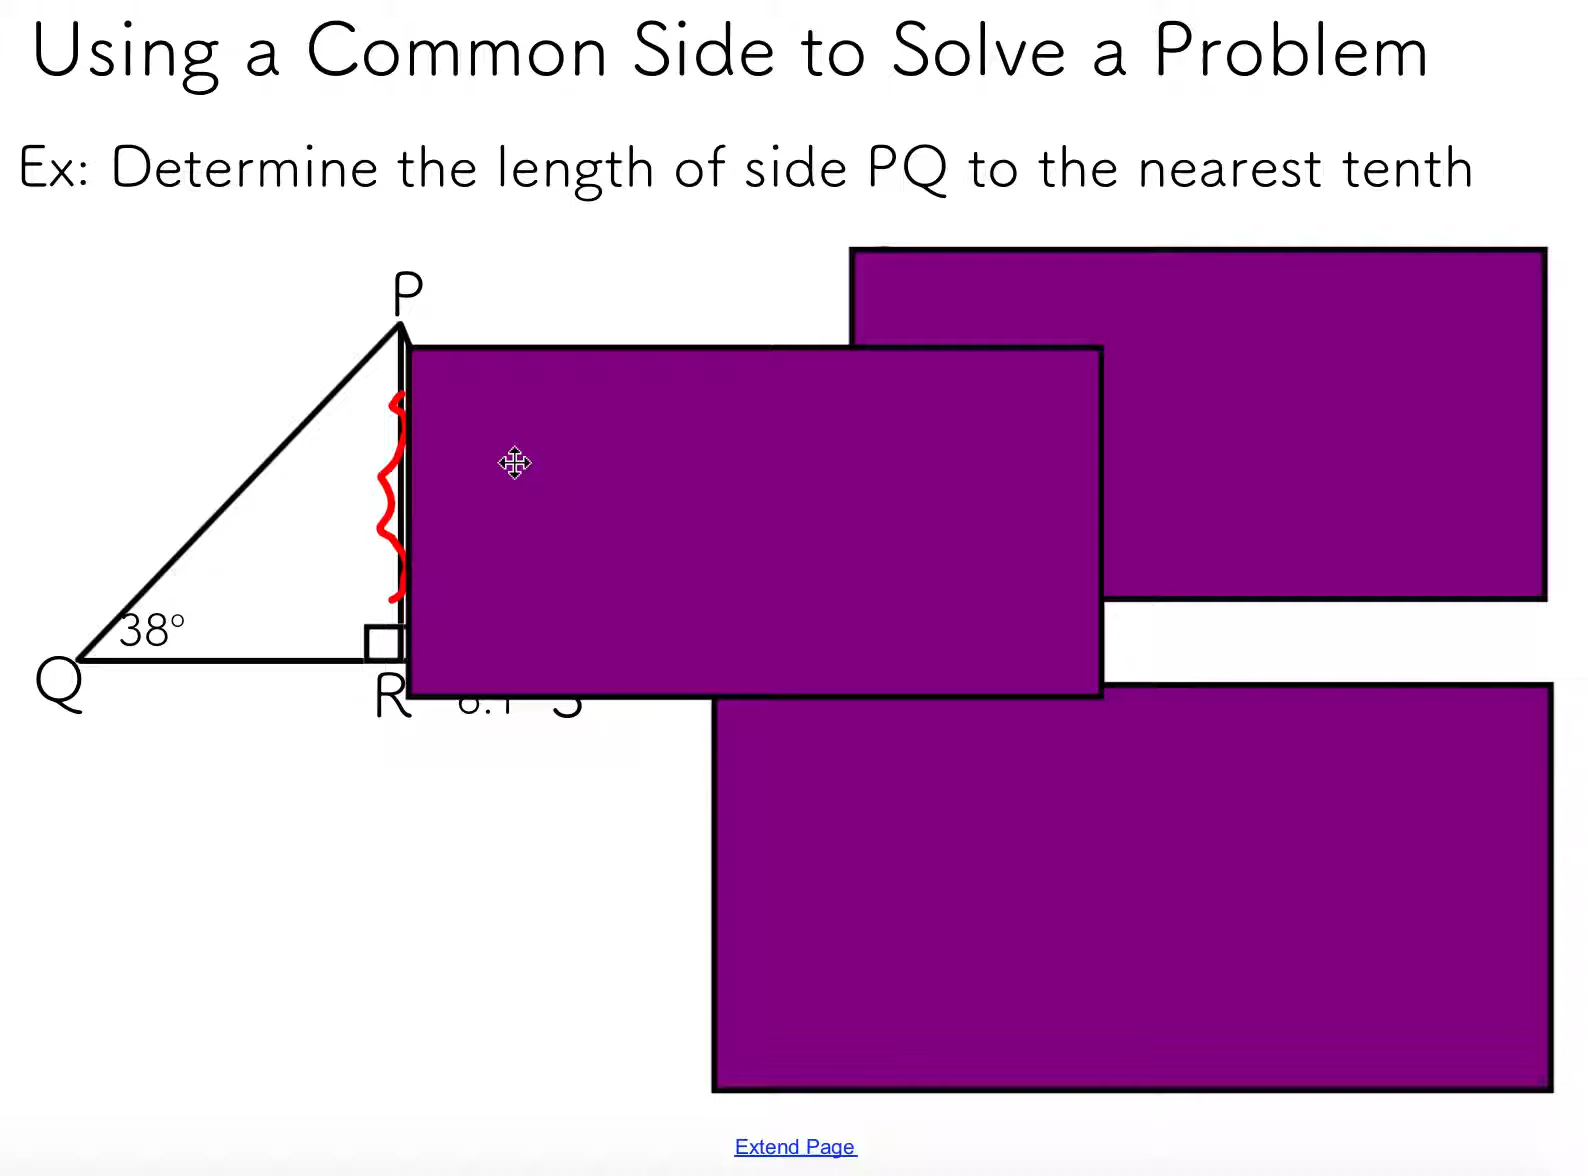 Using a Common Side to Solve a Problem
Ex: Determine the length of side PQ to the nearest tenth
P
38°
Q
R
S
Extend Page